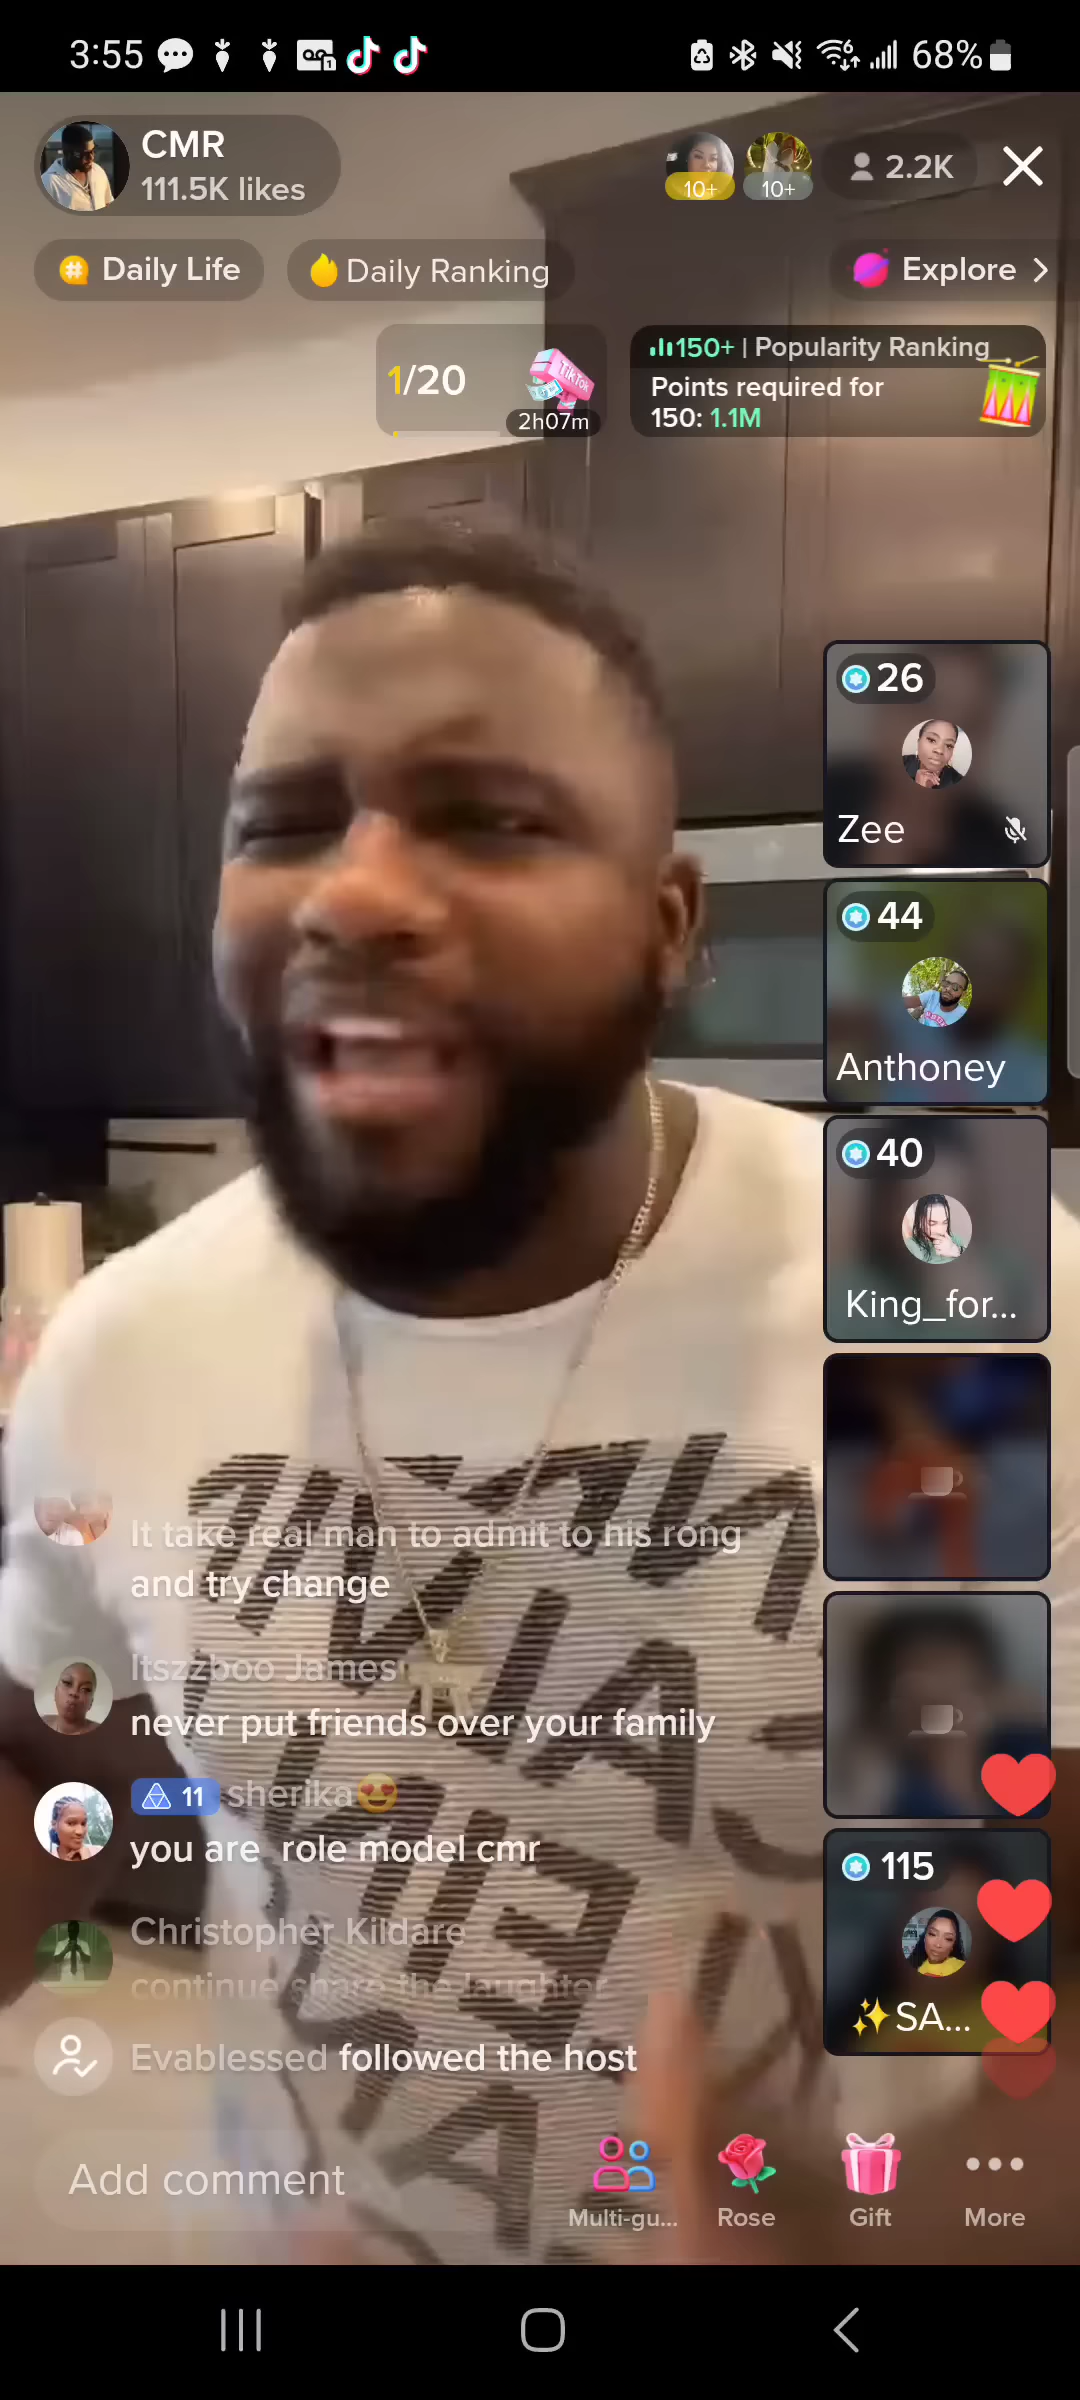 3:55
68%
CMR
111.5K likes
10+
10+
2.2K
Daily Life
Daily Ranking
Explore
1/20
TikTok
2h07m
150+ | Popularity Ranking
Points required for
150: 1.1M
26
Zee
44
Anthoney
40
King_for...
It take real man to admit to his rong
and try change
Itszzboo James
never put friends over your family
11 sherika😍
you are role model cmr
Christopher Kildare
continue share the laughter
Evablessed followed the host
115
✨SA...
Add comment
Multi-gu...
Rose
Gift
More